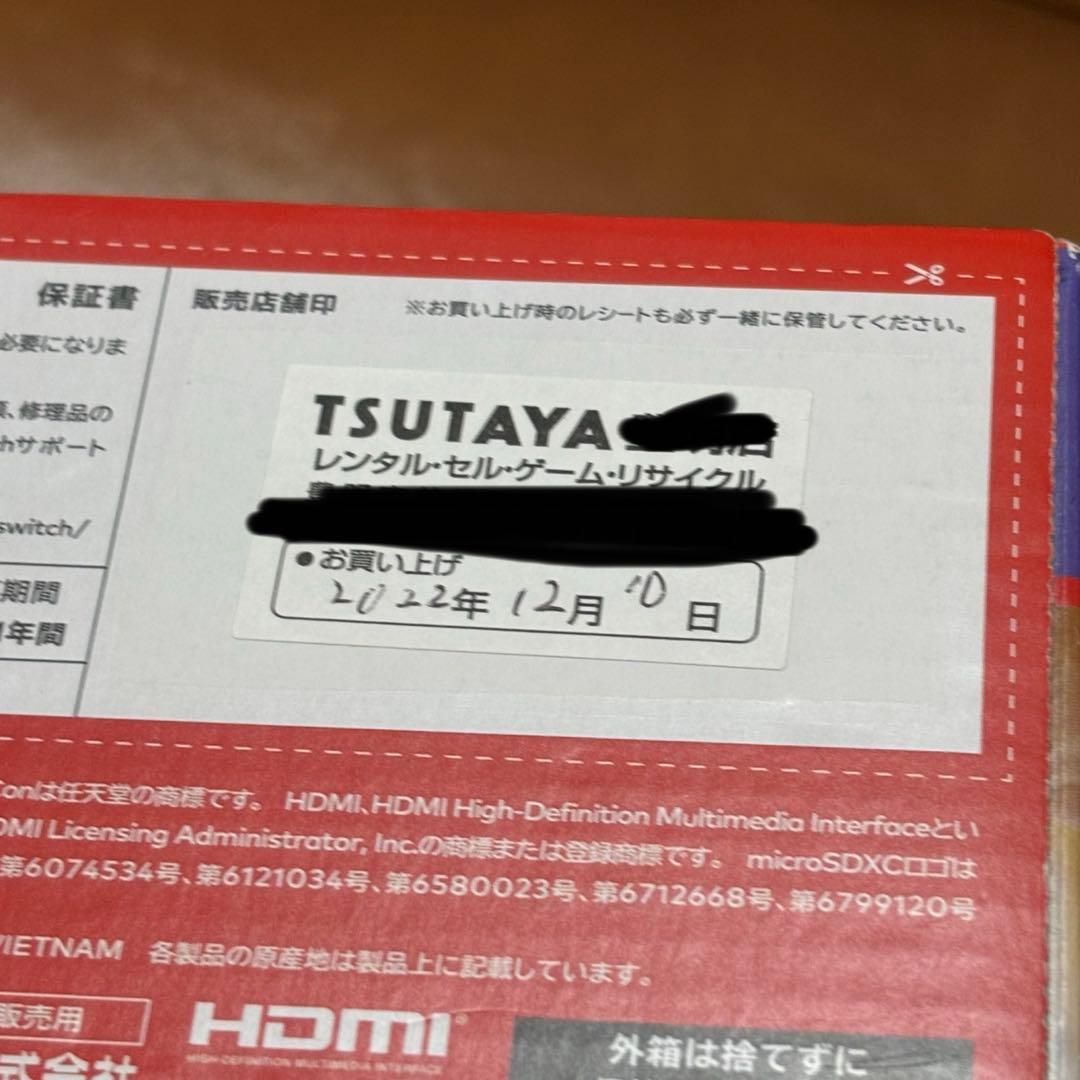 保証書
必要になりま
、修理品の
hサポート
switch/
期間
1年間
販売店舗印
※お買い上げ時のレシートも必ず一緒に保管してください。
TSUTAYA 店
レンタル・セル・ゲーム・リサイクル
●お買い上げ
2022年 12月 10日
Conは任天堂の商標です。 HDMI、HDMI High-Definition Multimedia Interfaceとい
DMI Licensing Administrator, Inc.の商標または登録商標です。 microSDXCロゴは
第6074534号、第6121034号、第6580023号、第6712668号、第6799120号
VIETNAM 各製品の原産地は製品上に記載しています。
販売用
式会社
HDMI
HIGH-DEFINITION MULTIMEDIA INTERFACE
外箱は捨てずに